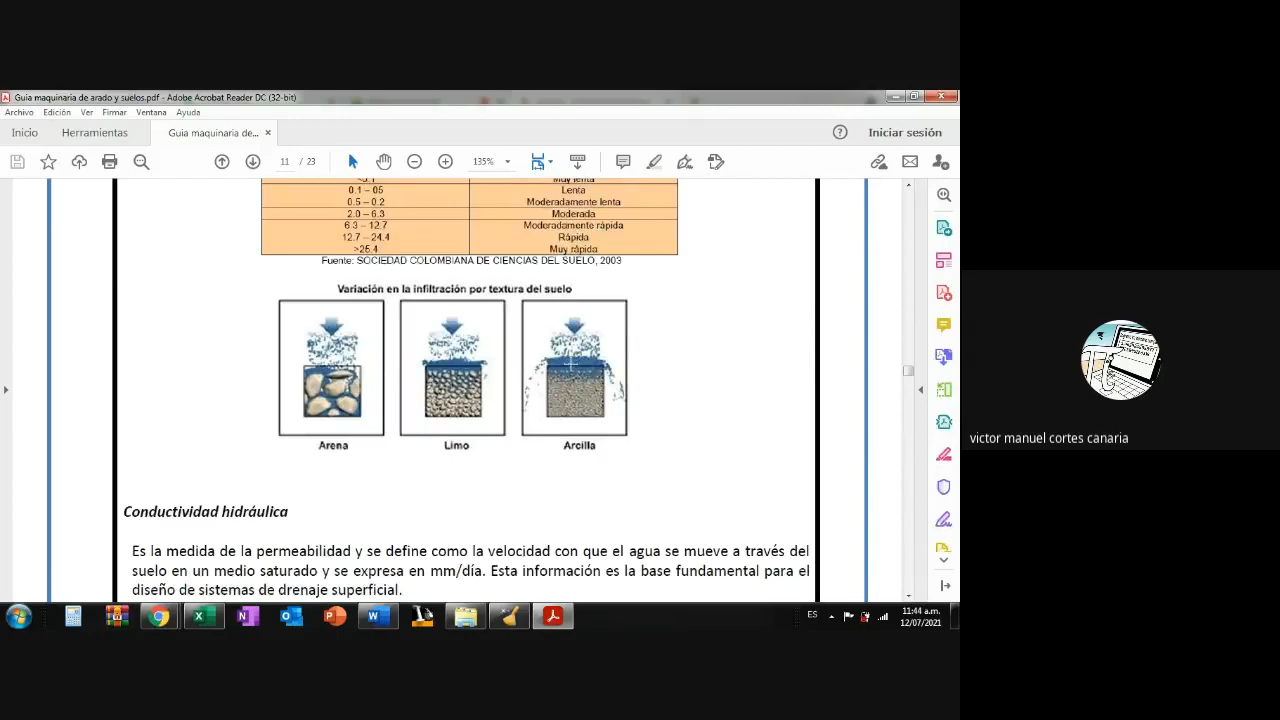 Guia maquinaria de arado y suelos.pdf - Adobe Acrobat Reader DC (32-bit)
Archivo Edición Ver Firmar Ventana Ayuda
Inicio Herramientas Guia maquinaria de... × Iniciar sesión
11 / 23 135%
Muy lenta
0.1 – 05 Lenta
0.5 – 0.2 Moderadamente lenta
2.0 – 6.3 Moderada
6.3 – 12.7 Moderadamente rápida
12.7 – 24.4 Rápida
>25.4 Muy rápida
Fuente: SOCIEDAD COLOMBIANA DE CIENCIAS DEL SUELO, 2003
Variación en la infiltración por textura del suelo
Arena Limo Arcilla
victor manuel cortes canaria
Conductividad hidráulica
Es la medida de la permeabilidad y se define como la velocidad con que el agua se mueve a través del
suelo en un medio saturado y se expresa en mm/día. Esta información es la base fundamental para el
diseño de sistemas de drenaje superficial.
ES 11:44 a.m.
12/07/2021